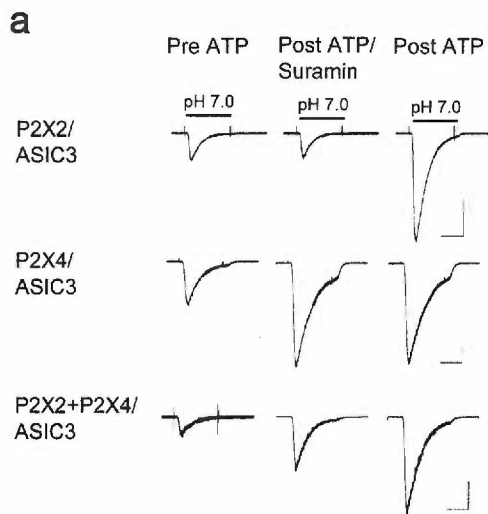 a
Pre ATP
Post ATP/
Suramin
Post ATP
pH 7.0
pH 7.0
pH 7.0
P2X2/
ASIC3
P2X4/
ASIC3
P2X2+P2X4/
ASIC3